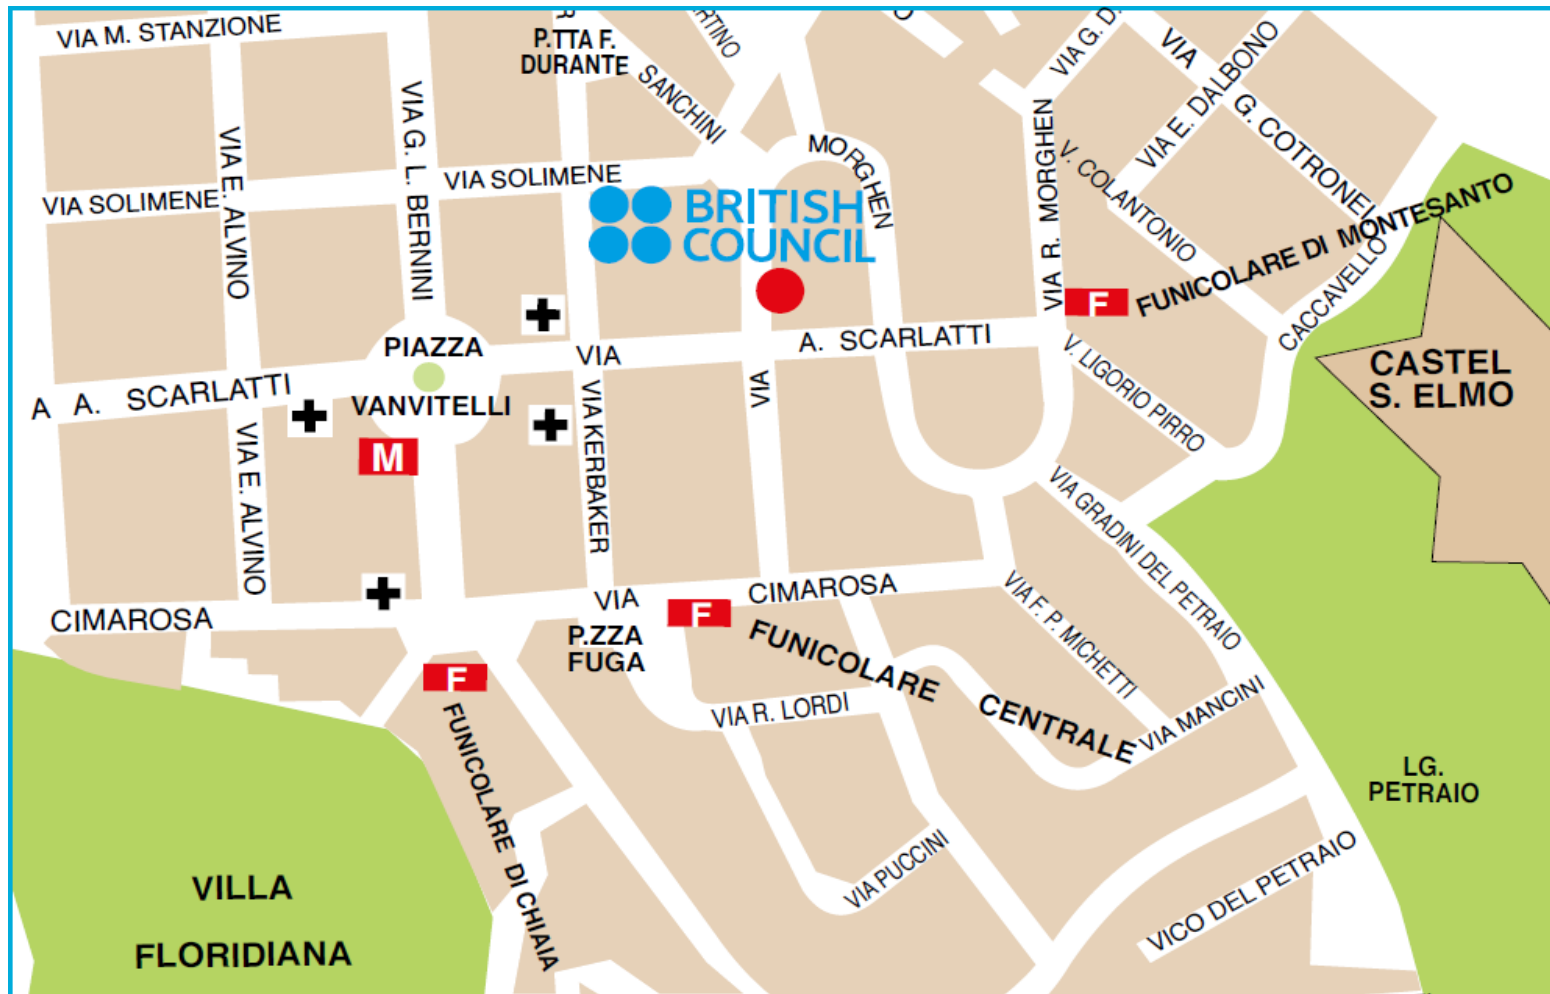 VIA M. STANZIONE
P.TTA F.
DURANTE
SANCHINI
VIA G. D.
VIA
G. COTRONEI
VIA E. DALBONO
VIA E. ALVINO
VIA G. L. BERNINI
VIA SOLIMENE
VIA SOLIMENE
MORGHEN
VIA R. MORGHEN
V. COLANTONIO
BRITISH
COUNCIL
F
FUNICOLARE DI MONTESANTO
CACCAVELLO
PIAZZA
VANVITELLI
VIA
A. SCARLATTI
A A. SCARLATTI
V. LIGORIO PIRRO
CASTEL
S. ELMO
M
VIA E. ALVINO
VIA KERBAKER
VIA
VIA GRADINI DEL PETRAIO
CIMAROSA
VIA
CIMAROSA
F
P.ZZA
FUGA
FUNICOLARE CENTRALE
VIA F. P. MICHETTI
VIA MANCINI
F
FUNICOLARE DI CHIAIA
VIA R. LORDI
VIA PUCCINI
LG.
PETRAIO
VICO DEL PETRAIO
VILLA
FLORIDIANA